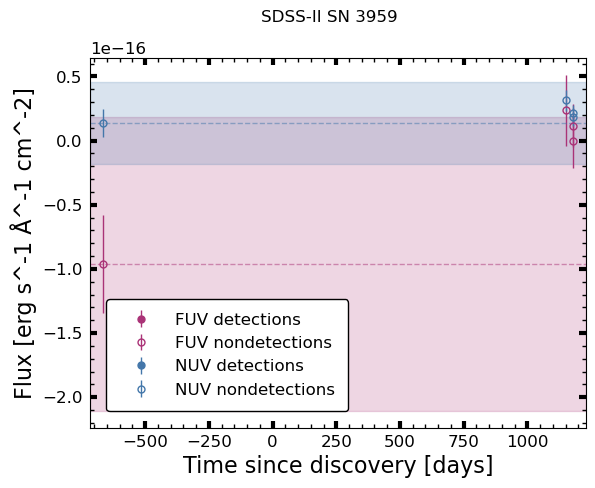 SDSS-II SN 3959
1e−16
0.5
0.0
−0.5
−1.0
−1.5
−2.0
Flux [erg s^-1 Å^-1 cm^-2]
FUV detections
FUV nondetections
NUV detections
NUV nondetections
−500 −250 0 250 500 750 1000
Time since discovery [days]